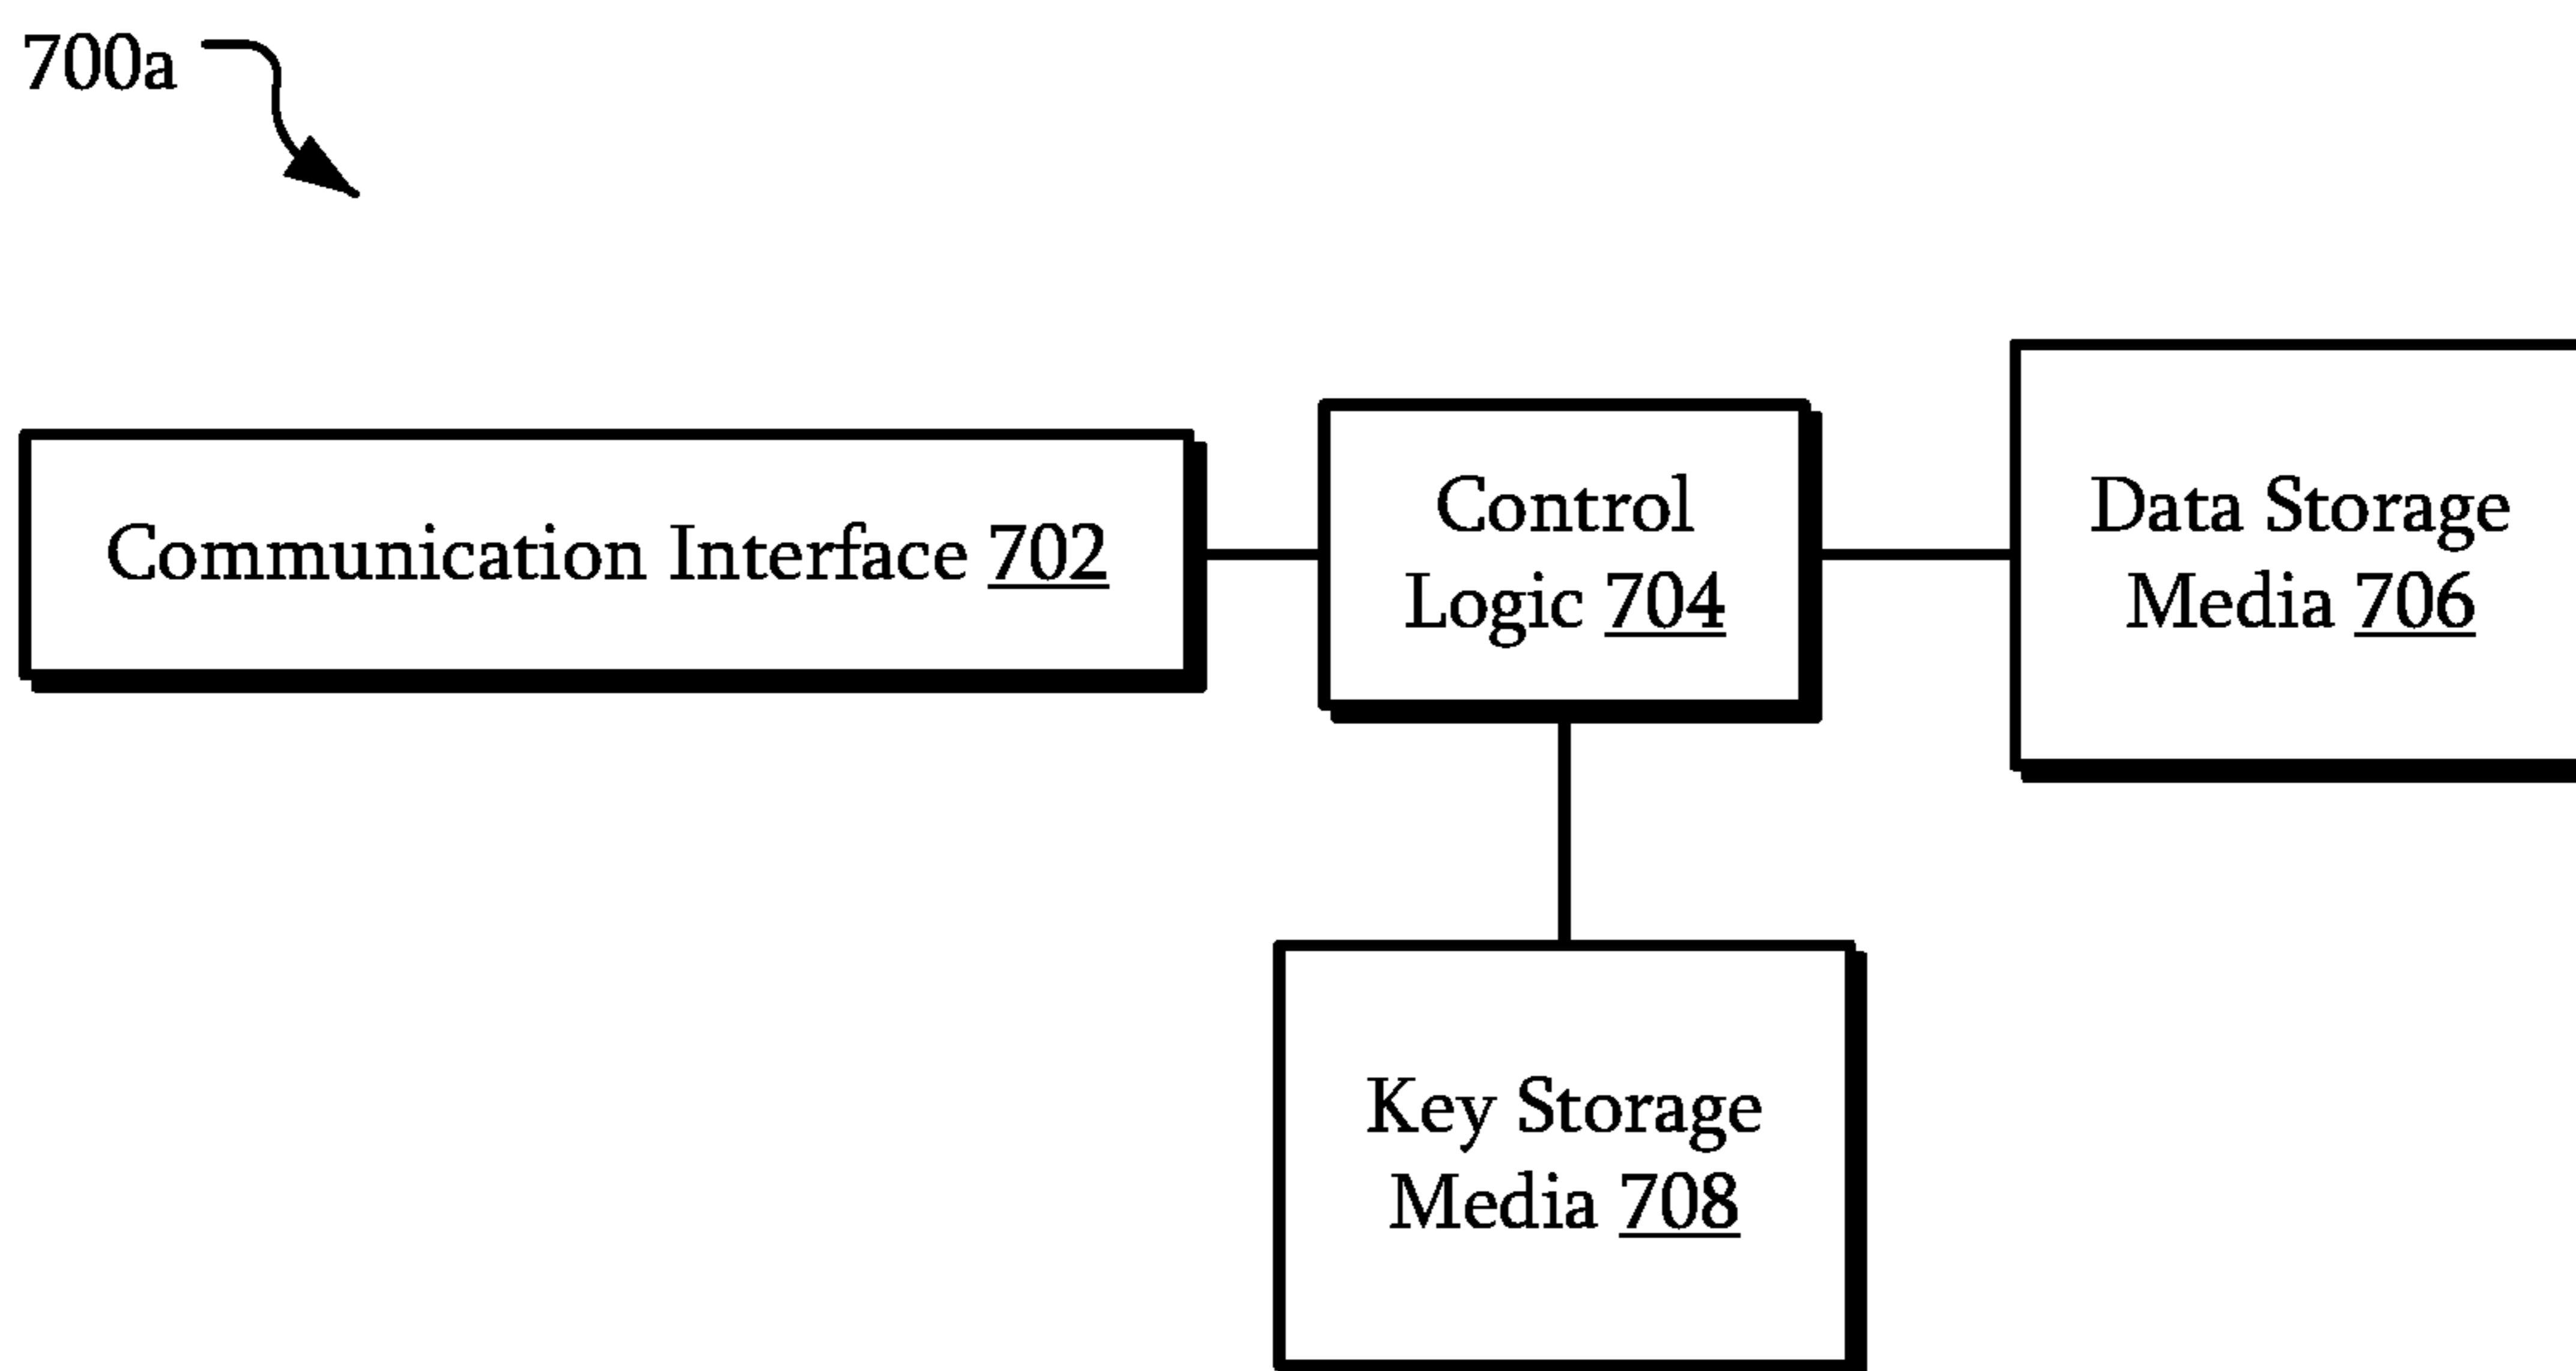 700a
Communication Interface 702
Control
Logic 704
Data Storage
Media 706
Key Storage
Media 708